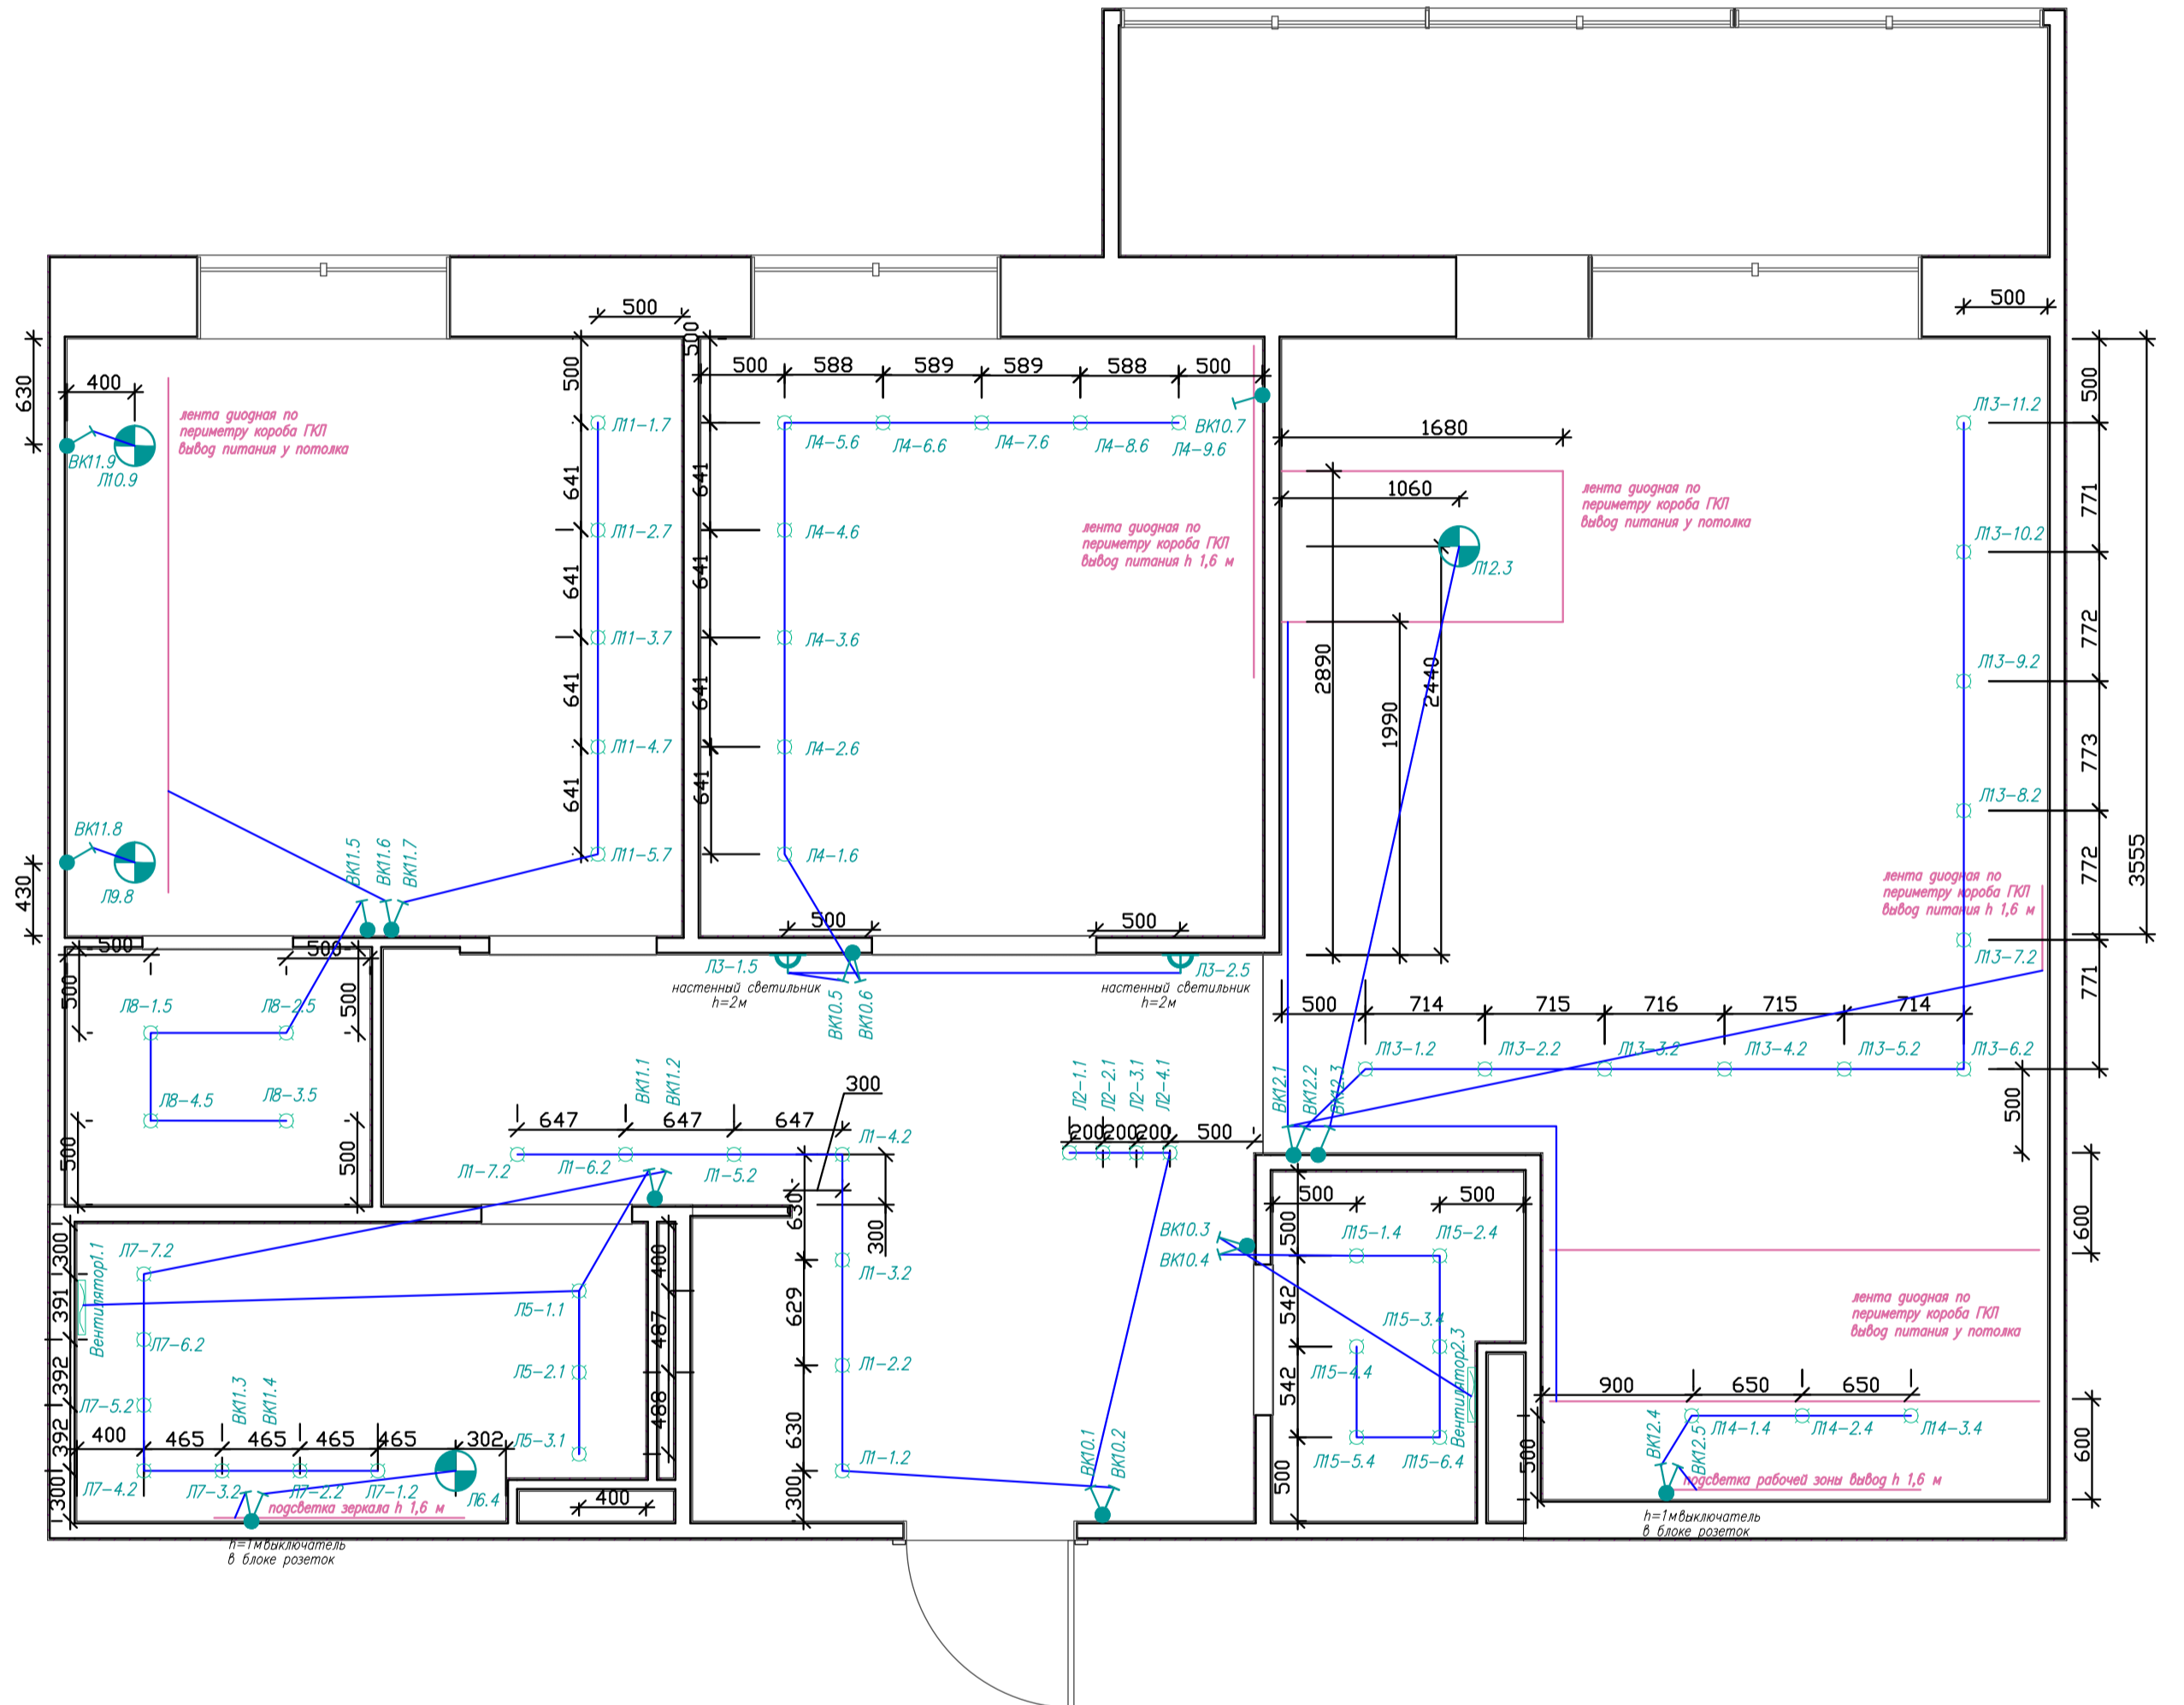 500
500
500
500
500
588
589
589
588
500
630
400
лента диодная по
периметру короба ГКЛ
вывод питания у потолка
ВК11.9
Л10.9
Л11-1.7
Л4-5.6
Л4-6.6
Л4-7.6
Л4-8.6
Л4-9.6
ВК10.7
1680
500
Л13-11.2
641
641
1060
лента диодная по
периметру короба ГКЛ
вывод питания у потолка
771
Л11-2.7
Л4-4.6
лента диодная по
периметру короба ГКЛ
вывод питания h 1,6 м
Л12.3
Л13-10.2
641
641
Л11-3.7
Л4-3.6
2890
2440
1990
772
Л13-9.2
641
641
Л11-4.7
Л4-2.6
773
Л13-8.2
641
641
ВК11.8
Л9.8
430
ВК11.5
ВК11.6
ВК11.7
Л11-5.7
Л4-1.6
772
3555
лента диодная по
периметру короба ГКЛ
вывод питания h 1,6 м
500
500
500
500
Л3-1.5
настенный светильник
h=2м
Л3-2.5
настенный светильник
h=2м
Л13-7.2
771
500
500
Л8-1.5
Л8-2.5
ВК10.5
ВК10.6
500
714
715
716
715
714
Л13-1.2
Л13-2.2
Л13-3.2
Л13-4.2
Л13-5.2
Л13-6.2
Л8-4.5
Л8-3.5
500
500
ВК11.1
ВК11.2
300
Л2-1.1
Л2-2.1
Л2-3.1
Л2-4.1
ВК12.1
ВК12.2
ВК12.3
500
647
647
647
Л1-4.2
200
200
200
500
Л1-7.2
Л1-6.2
Л1-5.2
630
300
500
500
500
600
300
Л7-7.2
Вентилятор1.1
400
Л1-3.2
ВК10.3
ВК10.4
Л15-1.4
Л15-2.4
391
Л7-6.2
Л5-1.1
487
629
542
Л15-3.4
лента диодная по
периметру короба ГКЛ
вывод питания у потолка
392
Л7-5.2
ВК11.3
ВК11.4
Л5-2.1
488
Л1-2.2
542
Л15-4.4
Вентилятор2.3
900
650
650
392
400
465
465
465
465
302
Л5-3.1
630
Л1-1.2
ВК10.1
ВК10.2
Л15-5.4
Л15-6.4
500
500
ВК12.4
ВК12.5
Л14-1.4
Л14-2.4
Л14-3.4
600
300
Л7-4.2
Л7-3.2
Л7-2.2
Л7-1.2
Л6.4
подсветка зеркала h 1,6 м
400
300
подсветка рабочей зоны вывод h 1,6 м
h=1мвыключатель
в блоке розеток
h=1мвыключатель
в блоке розеток